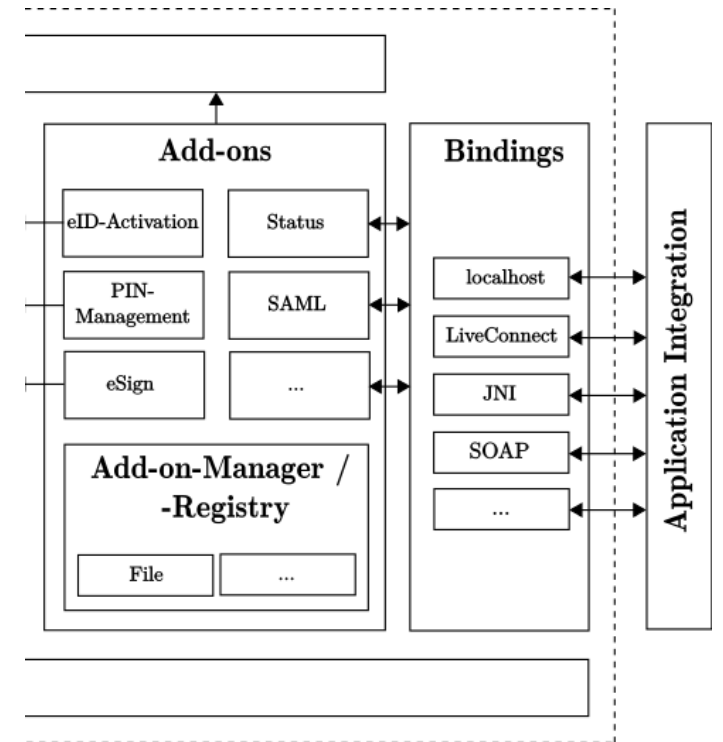 Add-ons
eID-Activation
Status
PIN-
Management
SAML
eSign
...
Add-on-Manager /
-Registry
File
...
Bindings
localhost
LiveConnect
JNI
SOAP
...
Application Integration